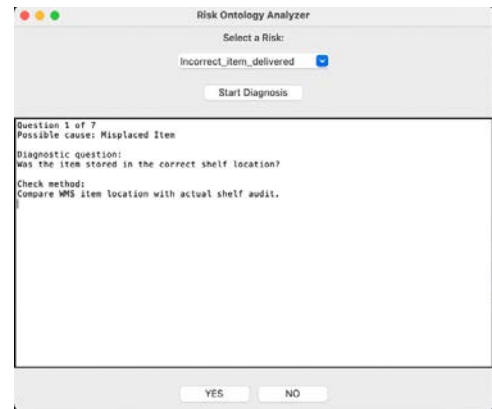 Risk Ontology Analyzer
Select a Risk:
Incorrect_item_delivered
Start Diagnosis
Question 1 of 7
Possible cause: Misplaced Item
Diagnostic question:
Was the item stored in the correct shelf location?
Check method:
Compare WMS item location with actual shelf audit.
YES
NO